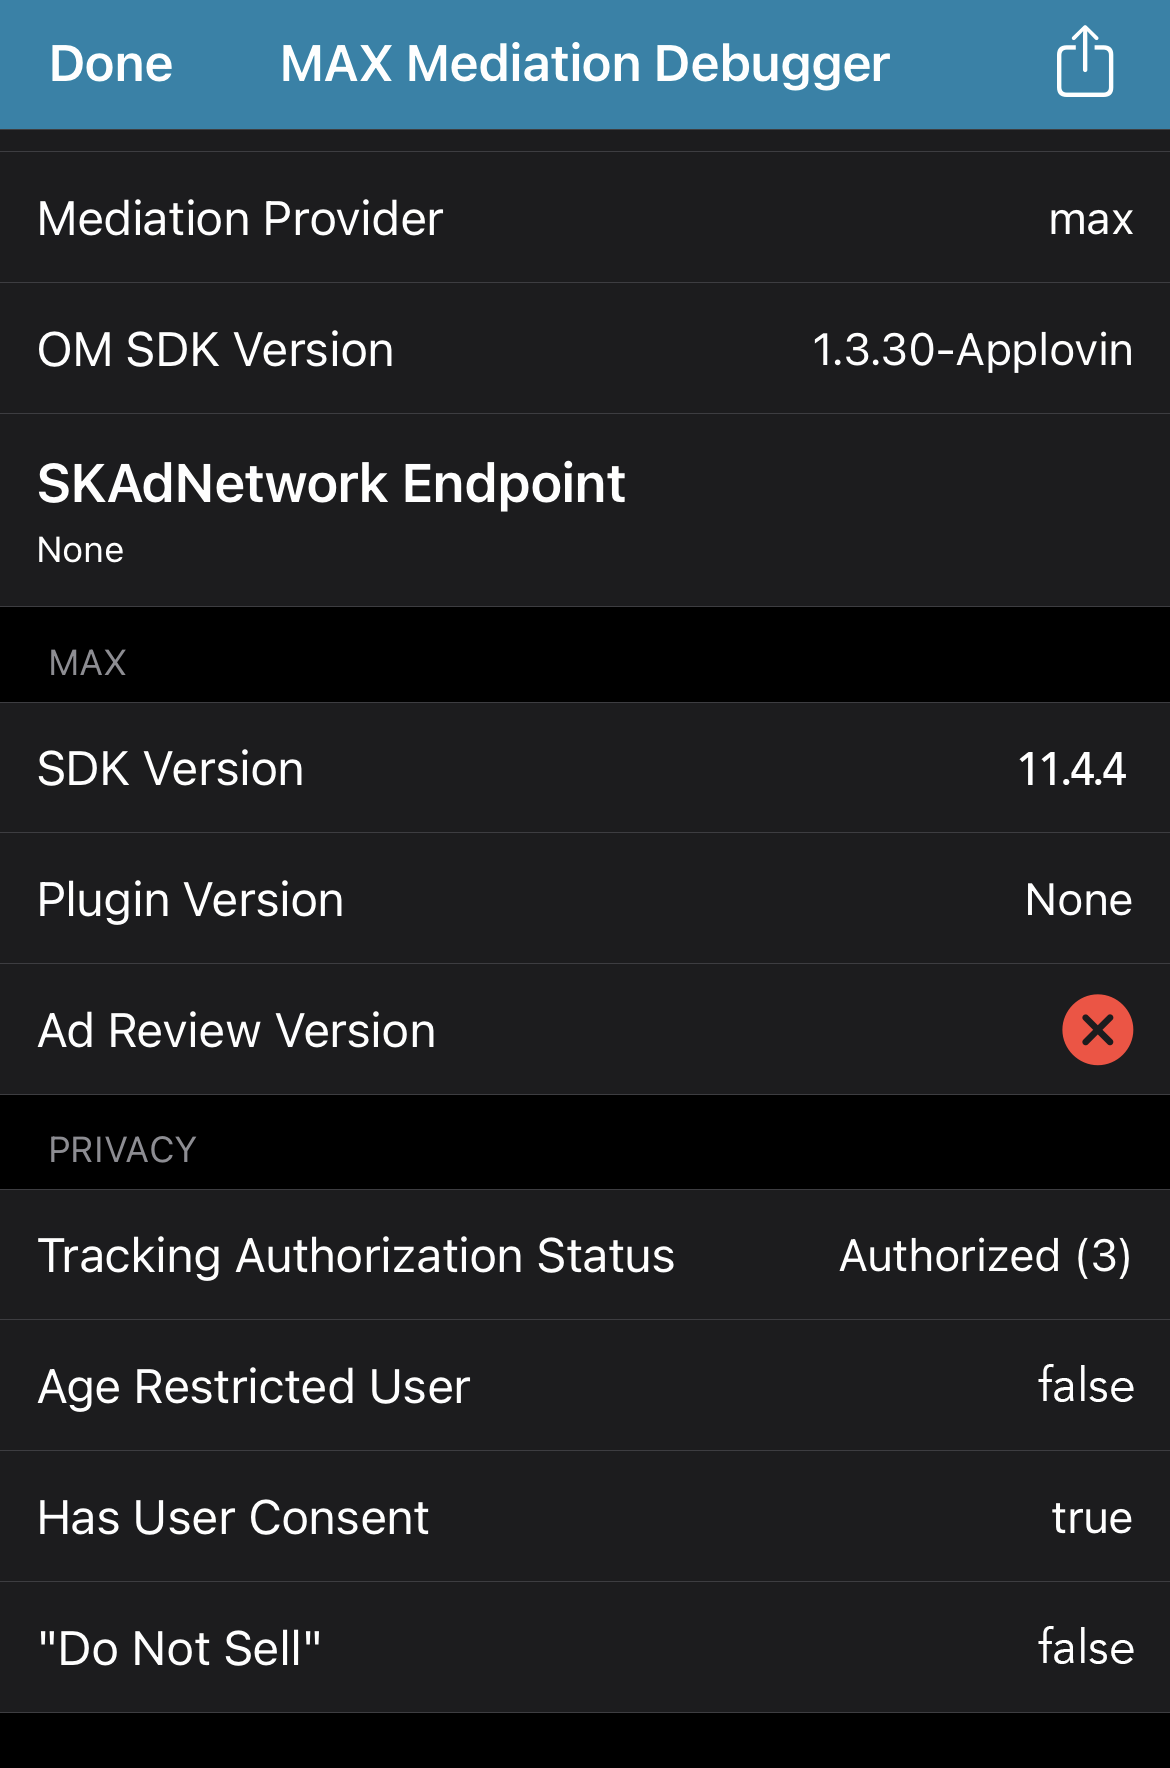 Done MAX Mediation Debugger
Mediation Provider max
OM SDK Version 1.3.30-Applovin
SKAdNetwork Endpoint
None
MAX
SDK Version 11.4.4
Plugin Version None
Ad Review Version
PRIVACY
Tracking Authorization Status Authorized (3)
Age Restricted User false
Has User Consent true
"Do Not Sell" false